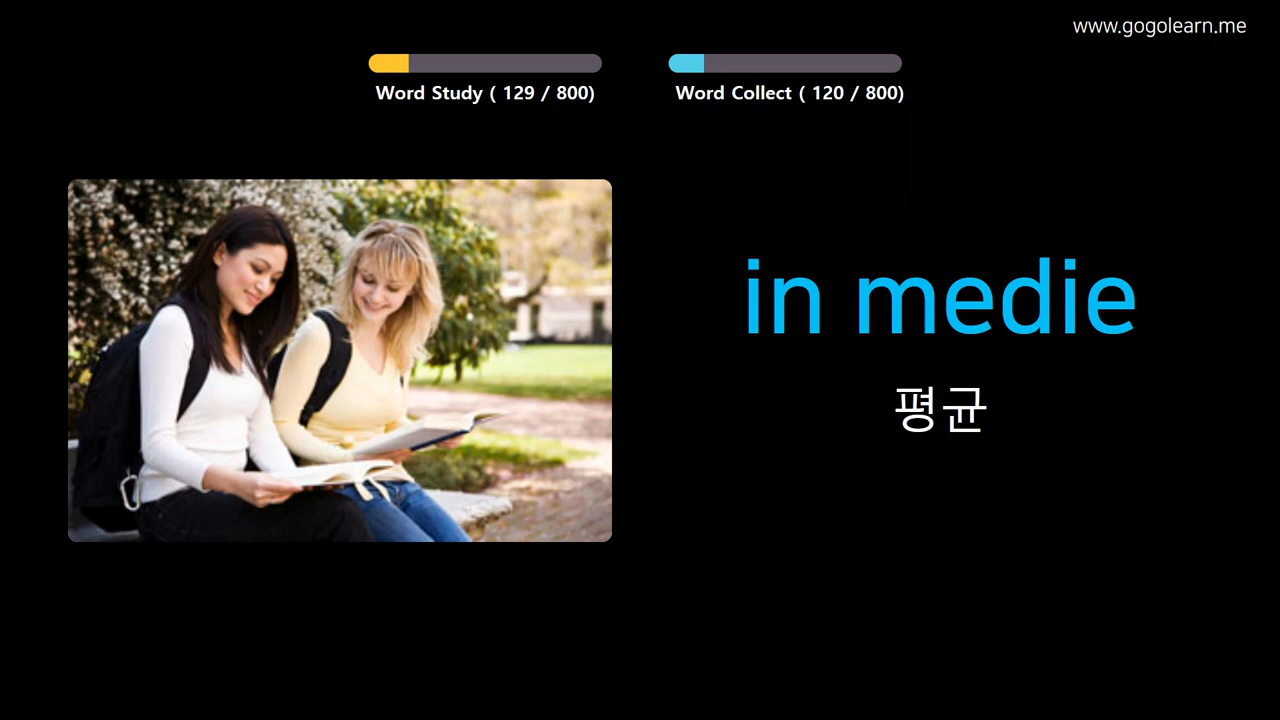 www.gogolearn.me
Word Study ( 129 / 800)
Word Collect ( 120 / 800)
in medie
평균